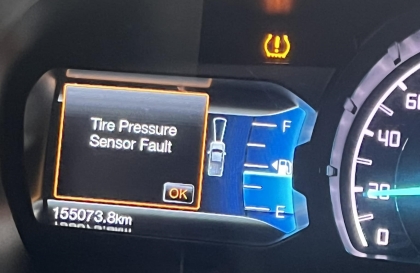 Tire Pressure
Sensor Fault
OK
155073.8km
F
E
60
40
20
0